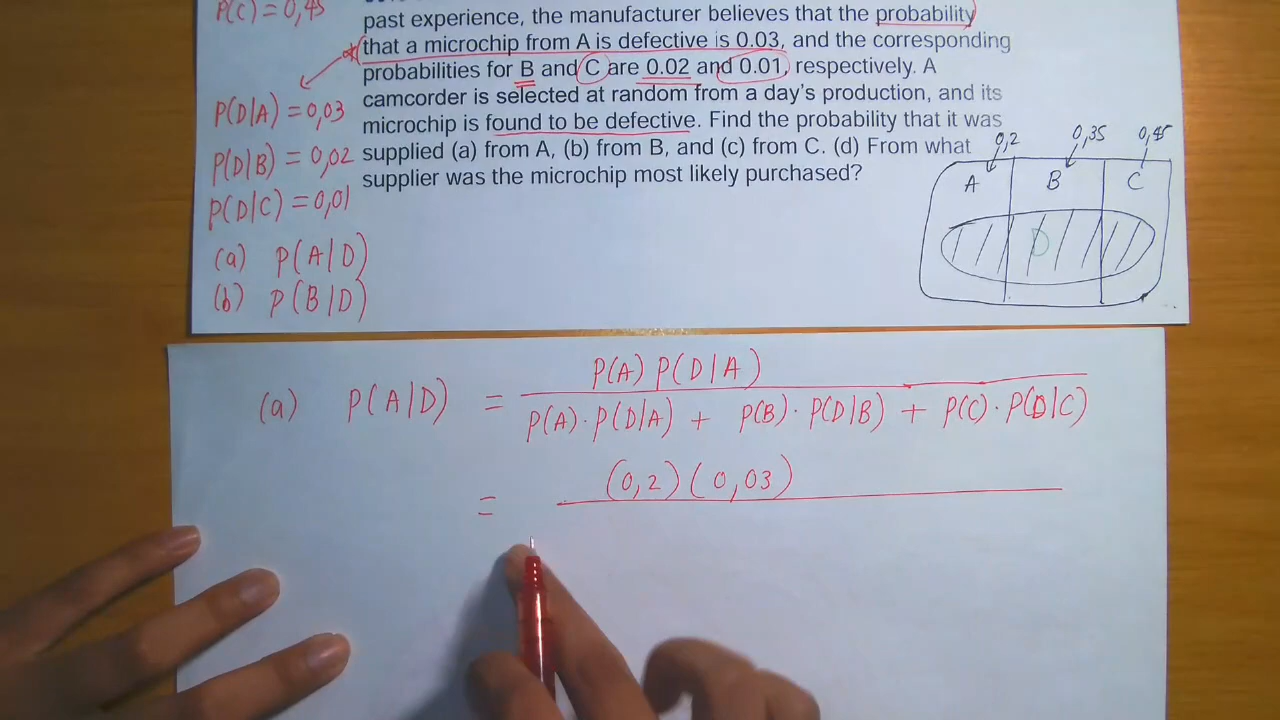 P(C) = 0,45
past experience, the manufacturer believes that the probability
that a microchip from A is defective is 0.03, and the corresponding
probabilities for B and C are 0.02 and 0.01, respectively. A
camcorder is selected at random from a day's production, and its
microchip is found to be defective. Find the probability that it was
supplied (a) from A, (b) from B, and (c) from C. (d) From what
supplier was the microchip most likely purchased?
P(D|A) = 0,03
P(D|B) = 0,02
P(D|C) = 0,01
(a) P(A|D)
(b) P(B|D)
0,2 0,35 0,45
A B C
D
(a) P(A|D) = P(A) P(D|A)
P(A)·P(D|A) + P(B)·P(D|B) + P(C)·P(D|C)
= (0,2)(0,03)